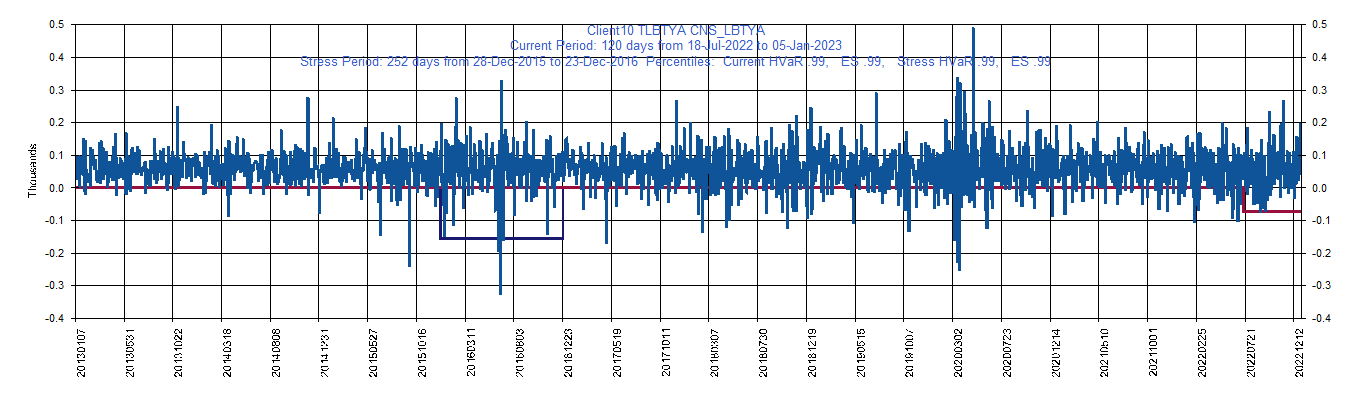 Client10 TLBTYA CNS_LBTYA
Current Period: 120 days from 18-Jul-2022 to 05-Jan-2023
Stress Period: 252 days from 28-Dec-2015 to 23-Dec-2016 Percentiles: Current HVaR .99, ES .99, Stress HVaR .99, ES .99
0.5 0.5
0.4 0.4
0.3 0.3
0.2 0.2
0.1 0.1
0.0 0.0
-0.1 -0.1
-0.2 -0.2
-0.3 -0.3
-0.4 -0.4
Thousands
20130107 20130531 20131022 20140318 20140808 20141231 20150527 20151016 20160311 20160803 20161223 20170519 20171011 20180307 20180730 20181219 20190515 20191007 20200302 20200723 20201214 20210510 20211001 20220225 20220721 20221212